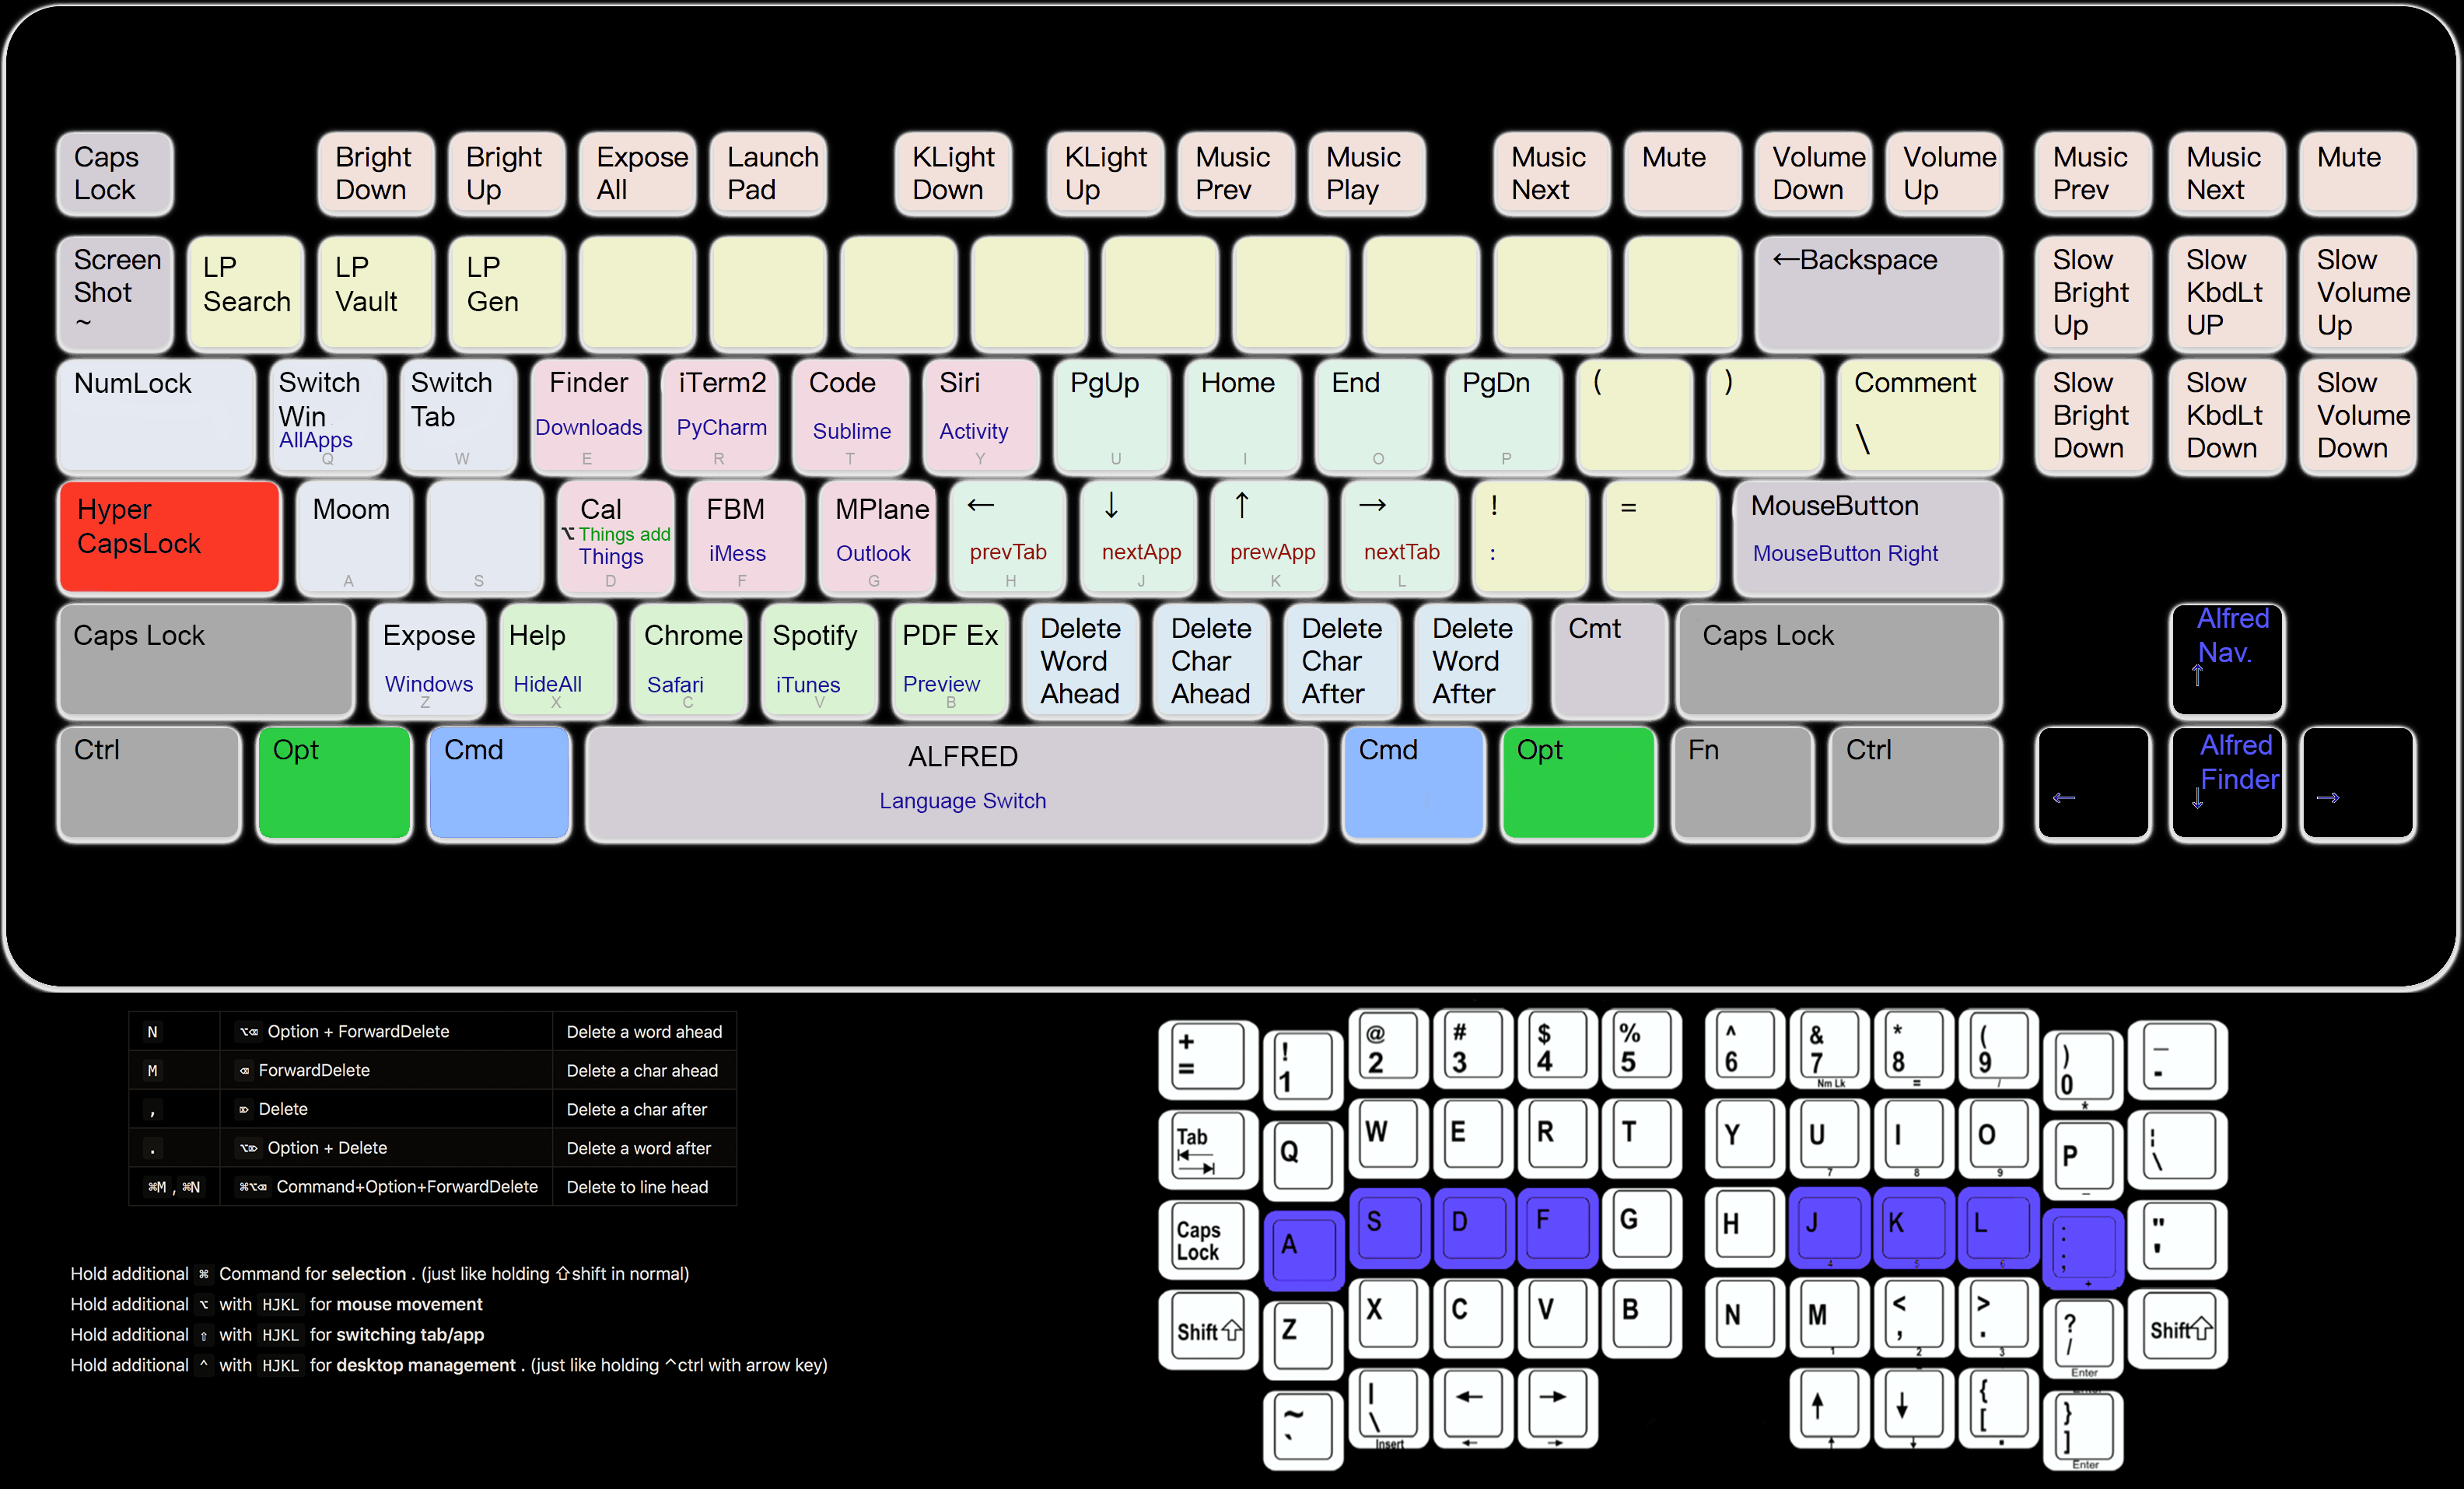 Caps
Lock
Bright
Down
Bright
Up
Expose
All
Launch
Pad
KLight
Down
KLight
Up
Music
Prev
Music
Play
Music
Next
Mute
Volume
Down
Volume
Up
Music
Prev
Music
Next
Mute
Screen
Shot
~
LP
Search
LP
Vault
LP
Gen
←Backspace
Slow
Bright
Up
Slow
KbdLt
UP
Slow
Volume
Up
NumLock
Switch
Win
AllApps
Q
Switch
Tab
W
Finder
Downloads
E
iTerm2
PyCharm
R
Code
Sublime
T
Siri
Activity
Y
PgUp
U
Home
I
End
O
PgDn
P
(
)
Comment
\
Slow
Bright
Down
Slow
KbdLt
Down
Slow
Volume
Down
Hyper
CapsLock
Moom
A
S
Cal
⌥ Things add
Things
D
FBM
iMess
F
MPlane
Outlook
G
←
prevTab
H
↓
nextApp
J
↑
prewApp
K
→
nextTab
L
!
:
=
MouseButton
MouseButton Right
Caps Lock
Expose
Windows
Z
Help
HideAll
X
Chrome
Safari
C
Spotify
iTunes
V
PDF Ex
Preview
B
Delete
Word
Ahead
Delete
Char
Ahead
Delete
Char
After
Delete
Word
After
Cmt
Caps Lock
Alfred
Nav.
↑
Ctrl
Opt
Cmd
ALFRED
Language Switch
Cmd
Opt
Fn
Ctrl
←
Alfred
Finder
↓
→
N ⌥⌫ Option + ForwardDelete Delete a word ahead
M ⌫ ForwardDelete Delete a char ahead
, ⌦ Delete Delete a char after
. ⌥⌦ Option + Delete Delete a word after
⌘M , ⌘N ⌘⌥⌫ Command+Option+ForwardDelete Delete to line head
Hold additional ⌘ Command for selection . (just like holding ⇧shift in normal)
Hold additional ⌥ with HJKL for mouse movement
Hold additional ⇧ with HJKL for switching tab/app
Hold additional ^ with HJKL for desktop management . (just like holding ^ctrl with arrow key)
+
=
!
1
@
2
#
3
$
4
%
5
^
6
&
7
Nm Lk
*
8
=
(
9
/
)
0
*
_
-
Tab
Q
W
E
R
T
Y
U
7
I
8
O
9
P
–
¦
\
Caps
Lock
A
S
D
F
G
H
J
4
K
5
L
6
:
;
+
"
'
Shift⇧
Z
X
C
V
B
N
M
1
<
,
2
>
.
3
?
/
Enter
Shift⇧
~
`
|
\
Insert
←
←
→
→
↑
↑
↓
↓
{
[
.
}
]
Enter